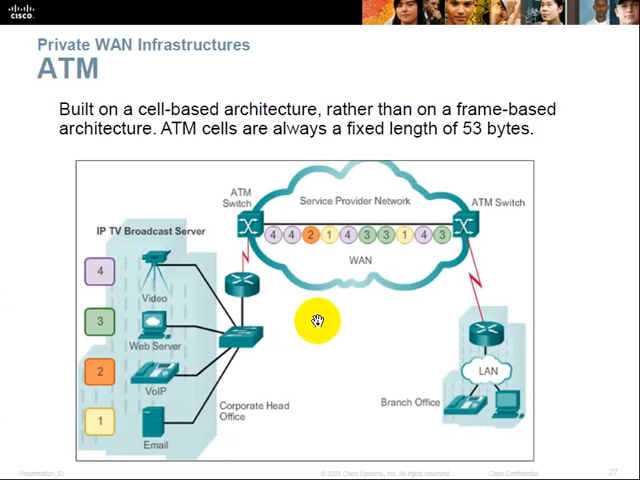 CISCO.
Private WAN Infrastructures
ATM
Built on a cell-based architecture, rather than on a frame-based
architecture. ATM cells are always a fixed length of 53 bytes.
ATM
Switch
Service Provider Network
ATM Switch
4 4 2 1 4 3 3 1 4 3
WAN
IP TV Broadcast Server
4
Video
3
Web Server
2
VoIP
1
Email
Corporate Head
Office
LAN
Branch Office
Presentation_ID
© 2008 Cisco Systems, Inc. All rights reserved.
Cisco Confidential
27